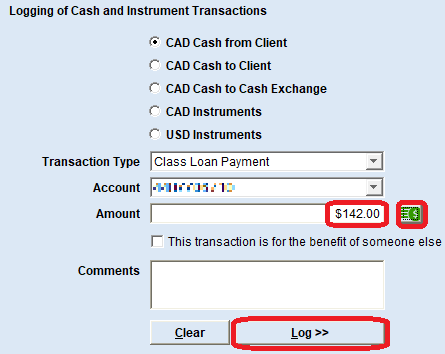 Logging of Cash and Instrument Transactions
CAD Cash from Client
CAD Cash to Client
CAD Cash to Cash Exchange
CAD Instruments
USD Instruments
Transaction Type Class Loan Payment
Account
Amount $142.00 $
This transaction is for the benefit of someone else
Comments
Clear Log >>